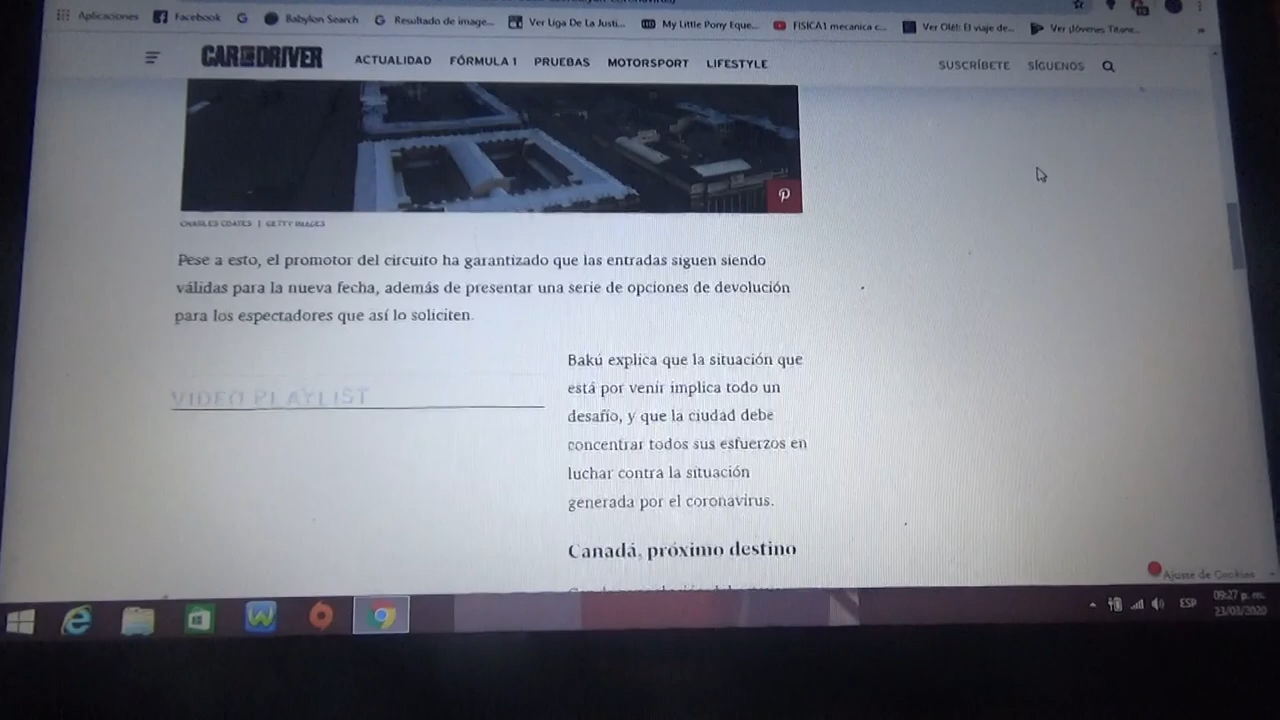 Aplicaciones Facebook Babylon Search Resultado de image... Ver Liga De La Justi... My Little Pony Eque... FISICA1 mecanica c... Ver Olé!: El viaje de... Ver ¡Jóvenes Titane...
CAR AND DRIVER ACTUALIDAD FÓRMULA 1 PRUEBAS MOTORSPORT LIFESTYLE SUSCRÍBETE SÍGUENOS
CHARLES COATES | GETTY IMAGES
Pese a esto, el promotor del circuito ha garantizado que las entradas siguen siendo
válidas para la nueva fecha, además de presentar una serie de opciones de devolución
para los espectadores que así lo soliciten.
VIDEO PLAYLIST
Bakú explica que la situación que
está por venir implica todo un
desafío, y que la ciudad debe
concentrar todos sus esfuerzos en
luchar contra la situación
generada por el coronavirus.
Canadá, próximo destino
Ajuste de Cookies
ESP 09:27 p. m.
23/03/2020